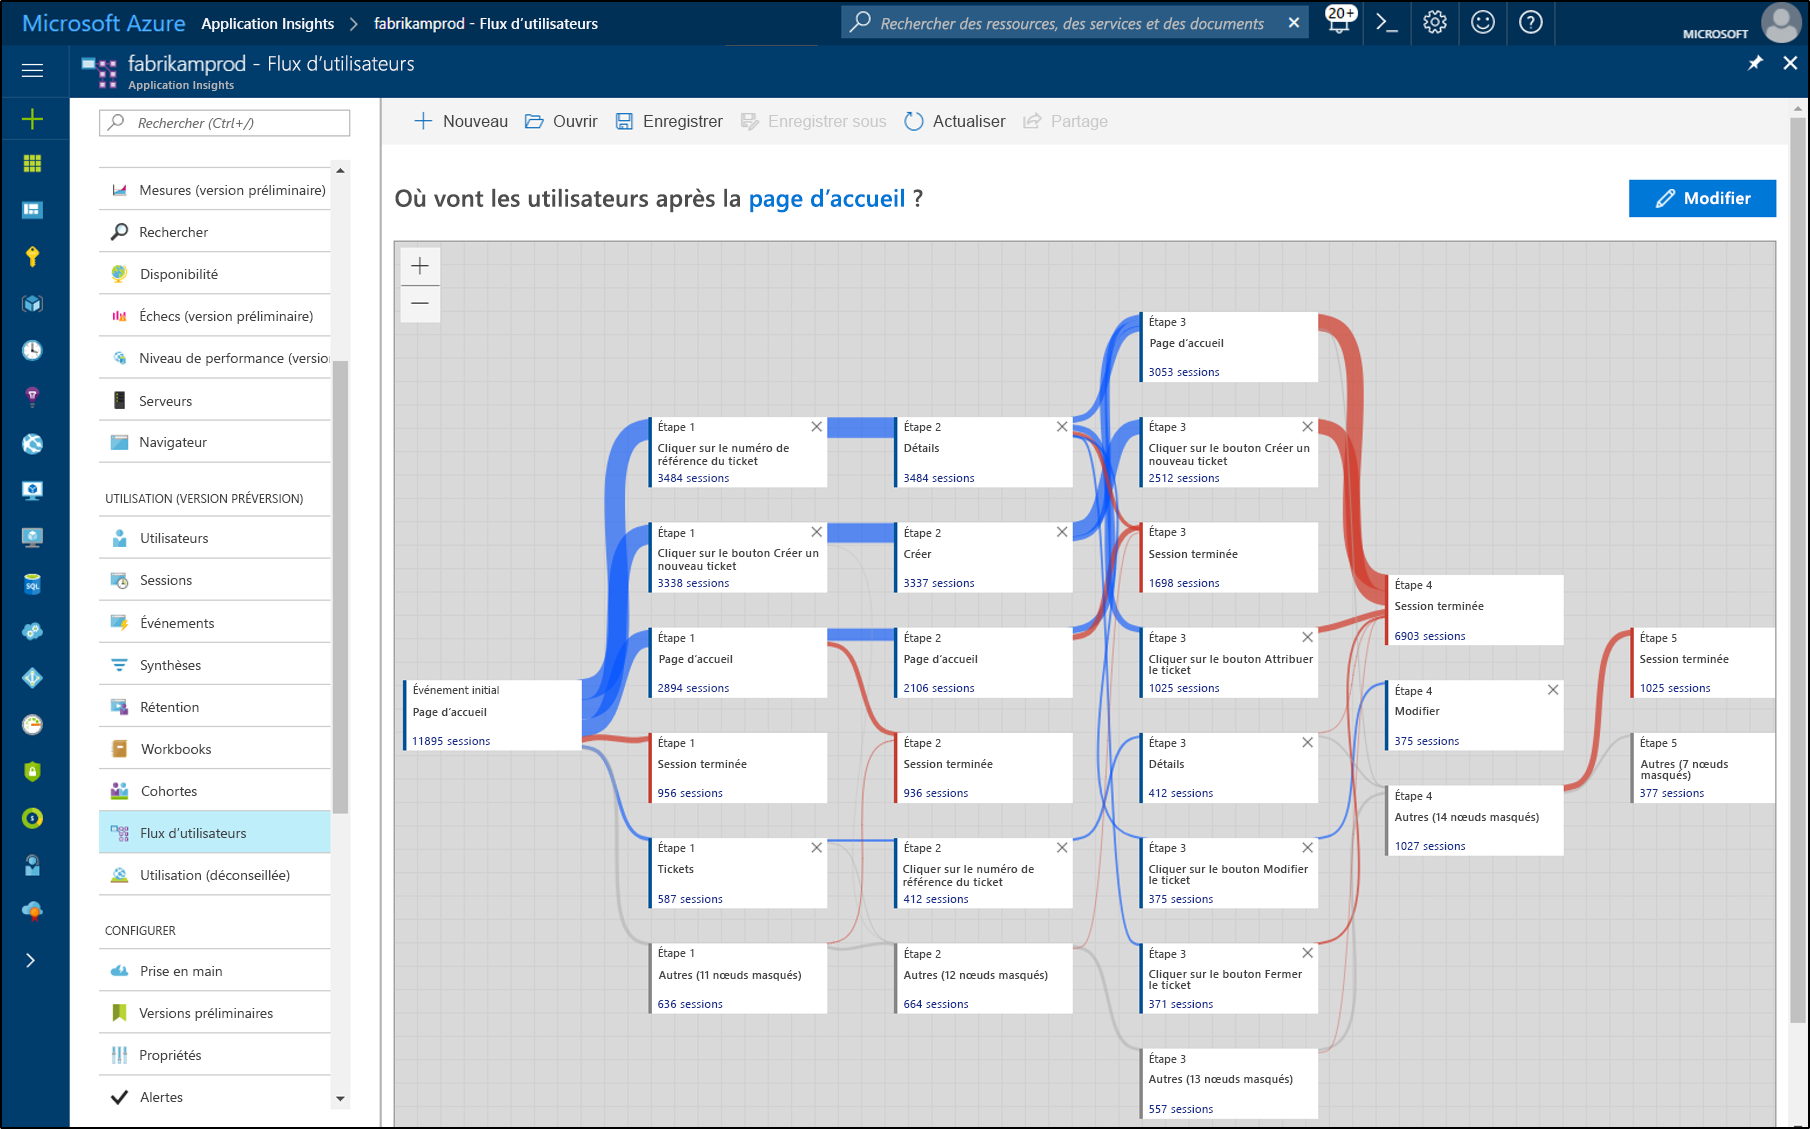 Microsoft Azure Application Insights > fabrikamprod - Flux d’utilisateurs
Rechercher des ressources, des services et des documents
20+
MICROSOFT
fabrikamprod - Flux d’utilisateurs
Application Insights
Rechercher (Ctrl+/)
Mesures (version préliminaire)
Rechercher
Disponibilité
Échecs (version préliminaire)
Niveau de performance (versio
Serveurs
Navigateur
UTILISATION (VERSION PRÉVERSION)
Utilisateurs
Sessions
Événements
Synthèses
Rétention
Workbooks
Cohortes
Flux d’utilisateurs
Utilisation (déconseillée)
CONFIGURER
Prise en main
Versions préliminaires
Propriétés
Alertes
SQL
Nouveau
Ouvrir
Enregistrer
Enregistrer sous
Actualiser
Partage
Où vont les utilisateurs après la page d’accueil ?
Modifier
Événement initial
Page d’accueil
11895 sessions
Étape 1
Cliquer sur le numéro de
référence du ticket
3484 sessions
Étape 1
Cliquer sur le bouton Créer un
nouveau ticket
3338 sessions
Étape 1
Page d’accueil
2894 sessions
Étape 1
Session terminée
956 sessions
Étape 1
Tickets
587 sessions
Étape 1
Autres (11 nœuds masqués)
636 sessions
Étape 2
Détails
3484 sessions
Étape 2
Créer
3337 sessions
Étape 2
Page d’accueil
2106 sessions
Étape 2
Session terminée
936 sessions
Étape 2
Cliquer sur le numéro de
référence du ticket
412 sessions
Étape 2
Autres (12 nœuds masqués)
664 sessions
Étape 3
Page d’accueil
3053 sessions
Étape 3
Cliquer sur le bouton Créer un
nouveau ticket
2512 sessions
Étape 3
Session terminée
1698 sessions
Étape 3
Cliquer sur le bouton Attribuer
le ticket
1025 sessions
Étape 3
Détails
412 sessions
Étape 3
Cliquer sur le bouton Modifier
le ticket
375 sessions
Étape 3
Cliquer sur le bouton Fermer
le ticket
371 sessions
Étape 3
Autres (13 nœuds masqués)
557 sessions
Étape 4
Session terminée
6903 sessions
Étape 4
Modifier
375 sessions
Étape 4
Autres (14 nœuds masqués)
1027 sessions
Étape 5
Session terminée
1025 sessions
Étape 5
Autres (7 nœuds
masqués)
377 sessions